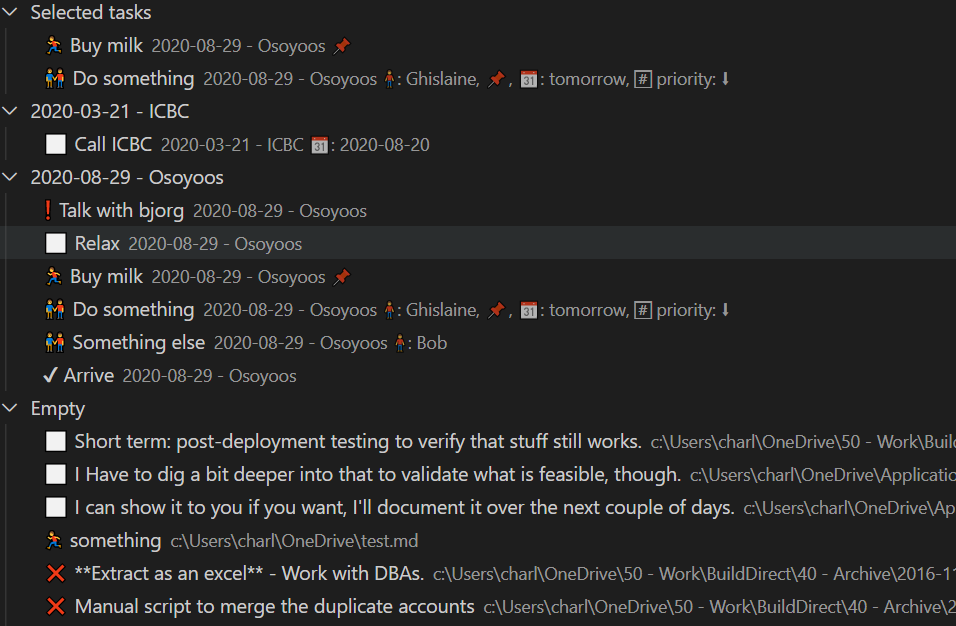 Selected tasks
🏃 Buy milk 2020-08-29 - Osoyoos 📌
👬 Do something 2020-08-29 - Osoyoos 🧍: Ghislaine, 📌, 📅: tomorrow, #️⃣ priority: ⬇
2020-03-21 - ICBC
⬜ Call ICBC 2020-03-21 - ICBC 📅: 2020-08-20
2020-08-29 - Osoyoos
❗ Talk with bjorg 2020-08-29 - Osoyoos
⬜ Relax 2020-08-29 - Osoyoos
🏃 Buy milk 2020-08-29 - Osoyoos 📌
👬 Do something 2020-08-29 - Osoyoos 🧍: Ghislaine, 📌, 📅: tomorrow, #️⃣ priority: ⬇
👬 Something else 2020-08-29 - Osoyoos 🧍: Bob
✓ Arrive 2020-08-29 - Osoyoos
Empty
⬜ Short term: post-deployment testing to verify that stuff still works. c:\Users\charl\OneDrive\50 - Work\Build
⬜ I Have to dig a bit deeper into that to validate what is feasible, though. c:\Users\charl\OneDrive\Applicatio
⬜ I can show it to you if you want, I'll document it over the next couple of days. c:\Users\charl\OneDrive\Ap
🏃 something c:\Users\charl\OneDrive\test.md
❌ **Extract as an excel** - Work with DBAs. c:\Users\charl\OneDrive\50 - Work\BuildDirect\40 - Archive\2016-11
❌ Manual script to merge the duplicate accounts c:\Users\charl\OneDrive\50 - Work\BuildDirect\40 - Archive\2